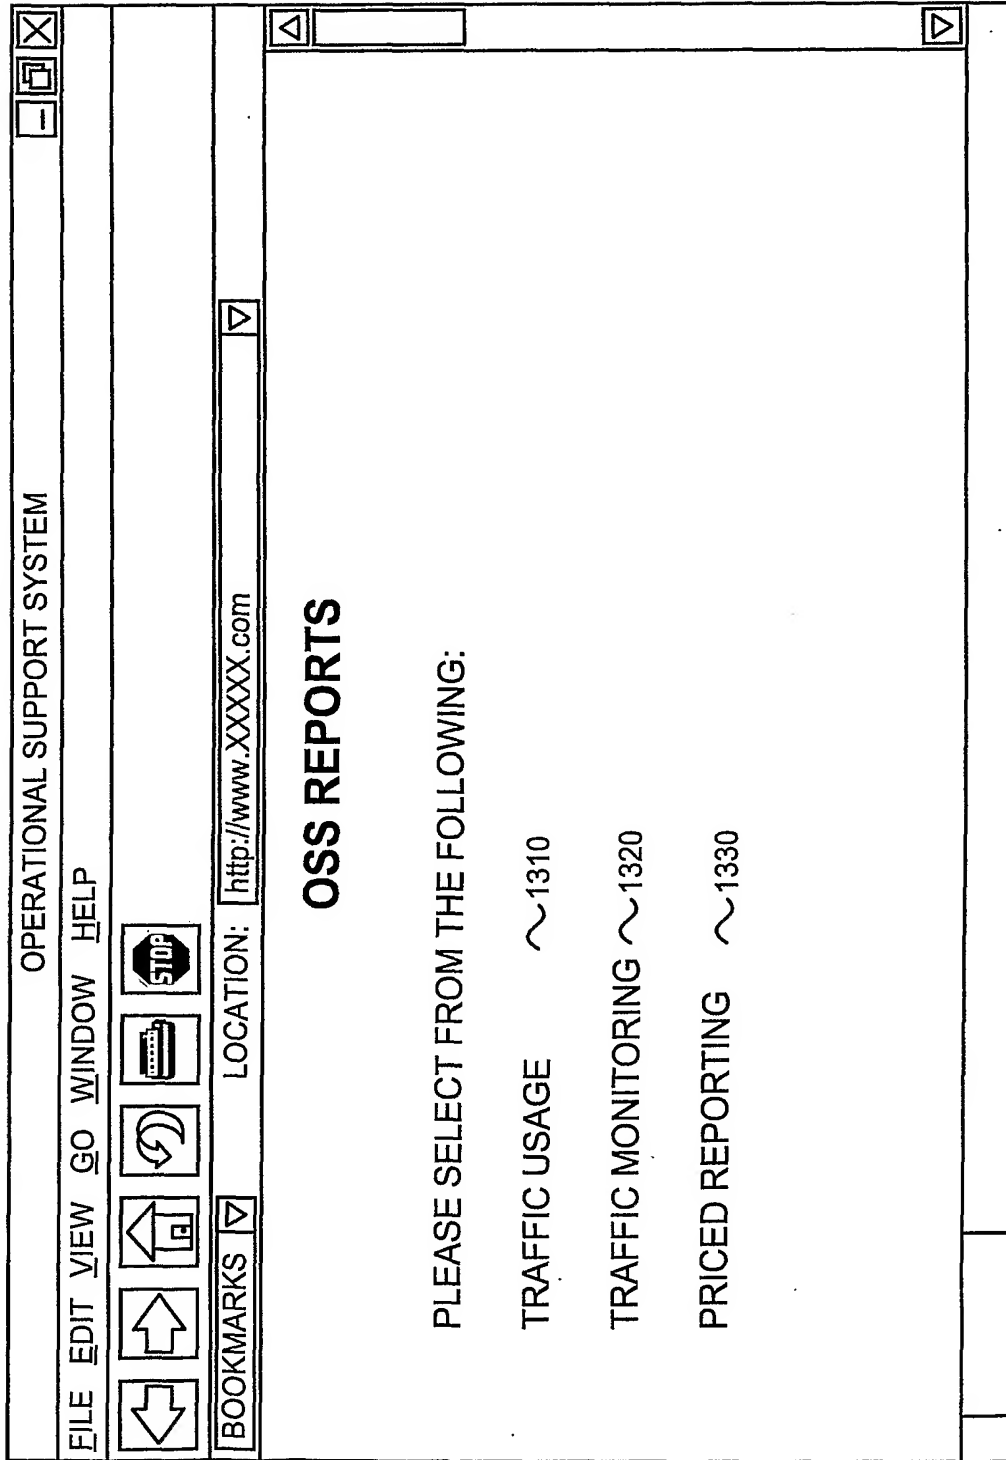 OPERATIONAL SUPPORT SYSTEM
FILE EDIT VIEW GO WINDOW HELP
STOP
BOOKMARKS LOCATION: http://www.XXXXX.com
OSS REPORTS
PLEASE SELECT FROM THE FOLLOWING:
TRAFFIC USAGE ~1310
TRAFFIC MONITORING ~1320
PRICED REPORTING ~1330